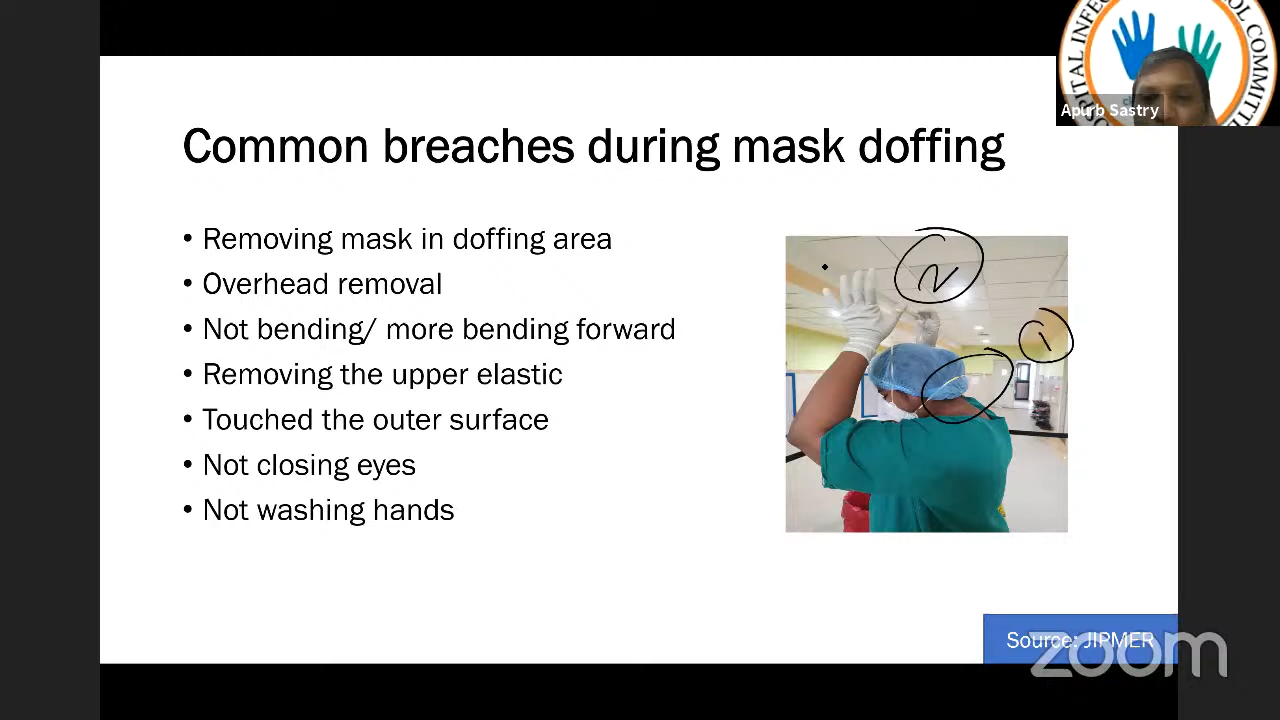 Apurb Sastry
Common breaches during mask doffing
• Removing mask in doffing area
• Overhead removal
• Not bending/ more bending forward
• Removing the upper elastic
• Touched the outer surface
• Not closing eyes
• Not washing hands
1
Source: JIPMER
zoom